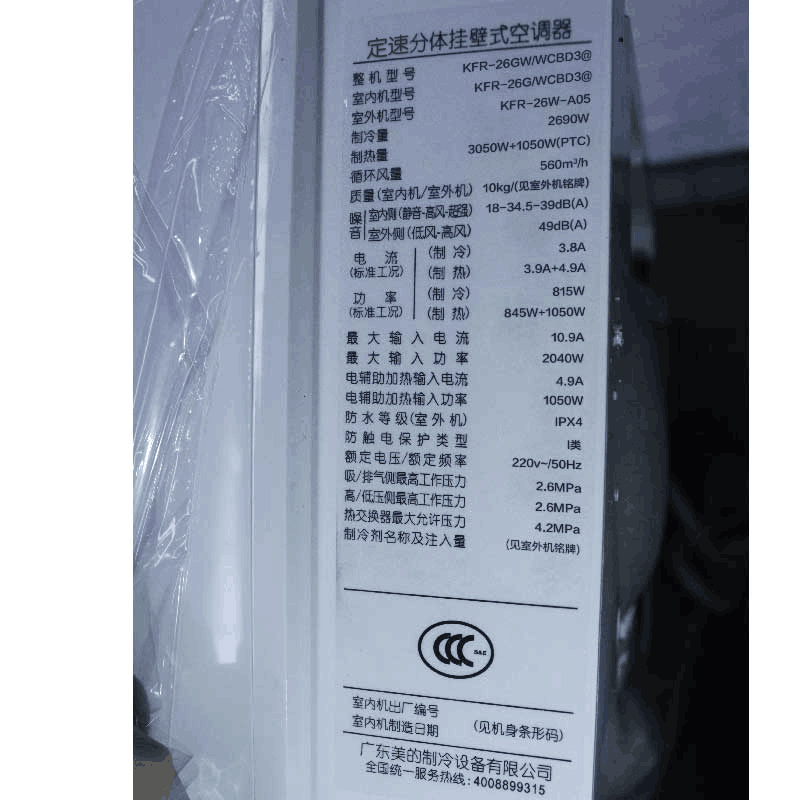 定速分体挂壁式空调器
整机型号 KFR-26GW/WCBD3@
室内机型号 KFR-26G/WCBD3@
室外机型号 KFR-26W-A05
制冷量 2690W
制热量 3050W+1050W(PTC)
循环风量 560m³/h
质量(室内机/室外机) 10kg/(见室外机铭牌)
噪音 室内侧(静音-高风-超强) 18-34.5-39dB(A)
室外侧(低风-高风) 49dB(A)
电流(标准工况) (制冷) 3.8A
(制热) 3.9A+4.9A
功率(标准工况) (制冷) 815W
(制热) 845W+1050W
最大输入电流 10.9A
最大输入功率 2040W
电辅助加热输入电流 4.9A
电辅助加热输入功率 1050W
防水等级(室外机) IPX4
防触电保护类型 I类
额定电压/额定频率 220v~/50Hz
吸/排气侧最高工作压力 2.6MPa
高/低压侧最高工作压力 2.6MPa
热交换器最大允许压力 4.2MPa
制冷剂名称及注入量 (见室外机铭牌)
CCC S&E
室内机出厂编号
室内机制造日期 (见机身条形码)
广东美的制冷设备有限公司
全国统一服务热线:4008899315